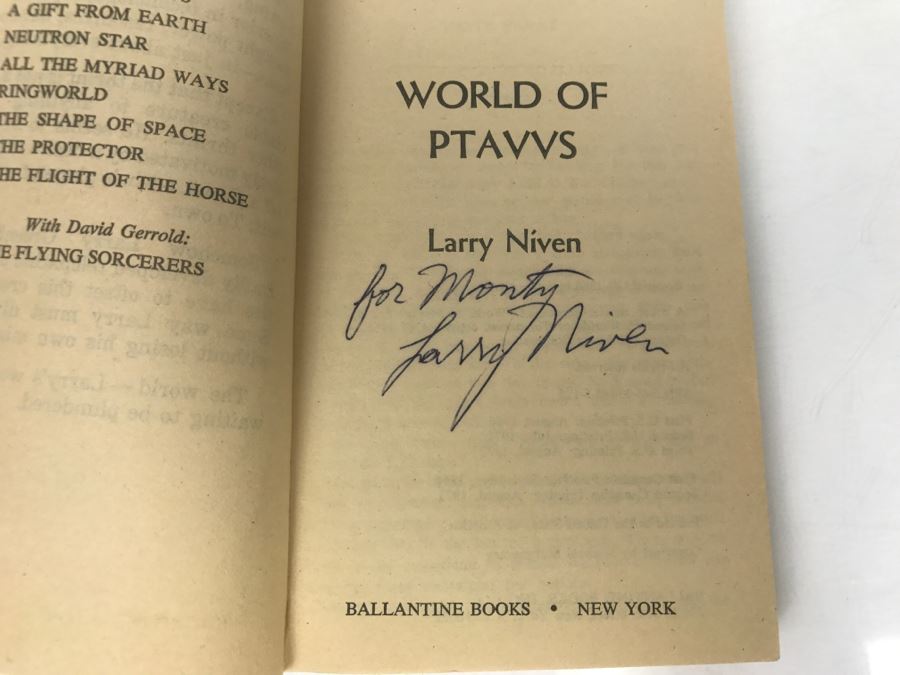 A GIFT FROM EARTH
NEUTRON STAR
ALL THE MYRIAD WAYS
RINGWORLD
THE SHAPE OF SPACE
THE PROTECTOR
HE FLIGHT OF THE HORSE
With David Gerrold:
E FLYING SORCERERS
WORLD OF
PTAVVS
Larry Niven
for Monty
Larry Niven
BALLANTINE BOOKS • NEW YORK